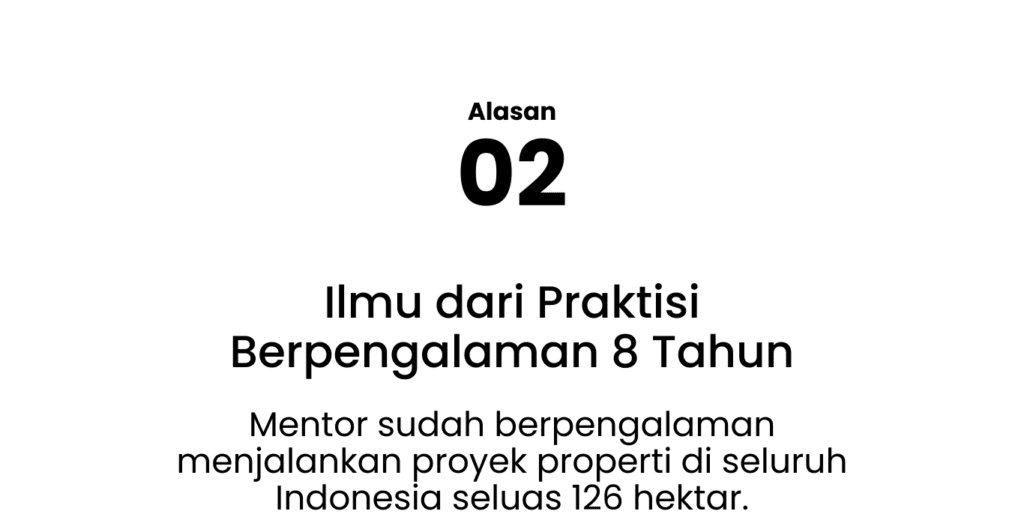 Alasan
02
Ilmu dari Praktisi
Berpengalaman 8 Tahun
Mentor sudah berpengalaman
menjalankan proyek properti di seluruh
Indonesia seluas 126 hektar.